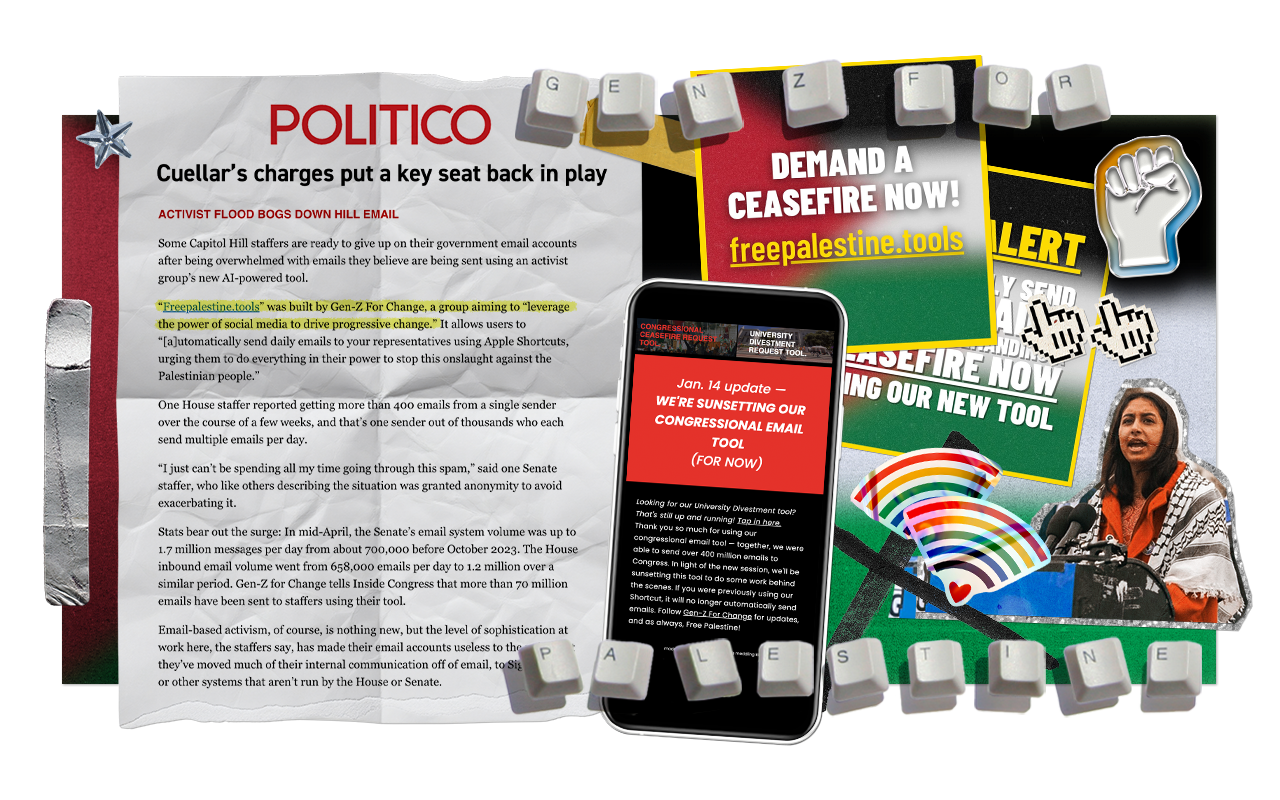 GEN Z FOR
POLITICO
Cuellar's charges put a key seat back in play
ACTIVIST FLOOD BOGS DOWN HILL EMAIL
Some Capitol Hill staffers are ready to give up on their government email accounts
after being overwhelmed with emails they believe are being sent using an activist
group's new AI-powered tool.
“Freepalestine.tools” was built by Gen-Z For Change, a group aiming to “leverage
the power of social media to drive progressive change.” It allows users to
“[a]utomatically send daily emails to your representatives using Apple Shortcuts,
urging them to do everything in their power to stop this onslaught against the
Palestinian people.”
One House staffer reported getting more than 400 emails from a single sender
over the course of a few weeks, and that's one sender out of thousands who each
send multiple emails per day.
“I just can't be spending all my time going through this spam,” said one Senate
staffer, who like others describing the situation was granted anonymity to avoid
exacerbating it.
Stats bear out the surge: In mid-April, the Senate's email system volume was up to
1.7 million messages per day from about 700,000 before October 2023. The House
inbound email volume went from 658,000 emails per day to 1.2 million over a
similar period. Gen-Z for Change tells Inside Congress that more than 70 million
emails have been sent to staffers using their tool.
Email-based activism, of course, is nothing new, but the level of sophistication at
work here, the staffers say, has made their email accounts useless to the
they've moved much of their internal communication off of email, to
or other systems that aren't run by the House or Senate.
DEMAND A
CEASEFIRE NOW!
freepalestine.tools
ALERT
LY SEND
CEASEFIRE NOW
ING OUR NEW TOOL
CONGRESSIONAL
CEASEFIRE REQUEST
TOOL
UNIVERSITY
DIVESTMENT
REQUEST TOOL.
Jan. 14 update —
WE'RE SUNSETTING OUR
CONGRESSIONAL EMAIL
TOOL
(FOR NOW)
Looking for our University Divestment tool?
That's still up and running! Tap in here.
Thank you so much for using our
congressional email tool — together, we were
able to send over 400 million emails to
Congress. In light of the new session, we'll be
sunsetting this tool to do some work behind
the scenes. If you were previously using our
Shortcut, it will no longer automatically send
emails. Follow Gen-Z For Change for updates,
and as always, Free Palestine!
PALESTINE